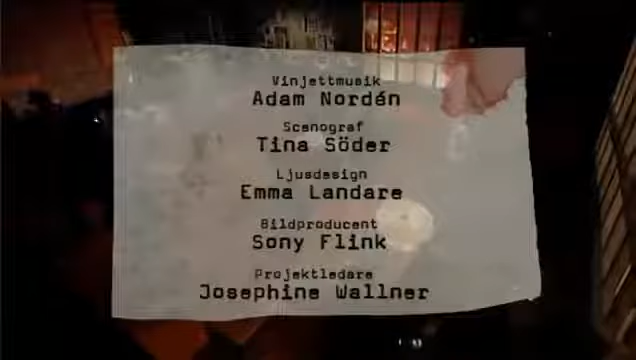 Vinjettmusik
Adam Nordén
Scenograf
Tina Söder
Ljusdesign
Emma Landare
Bildproducent
Sony Flink
Projektledare
Josephine Wallner